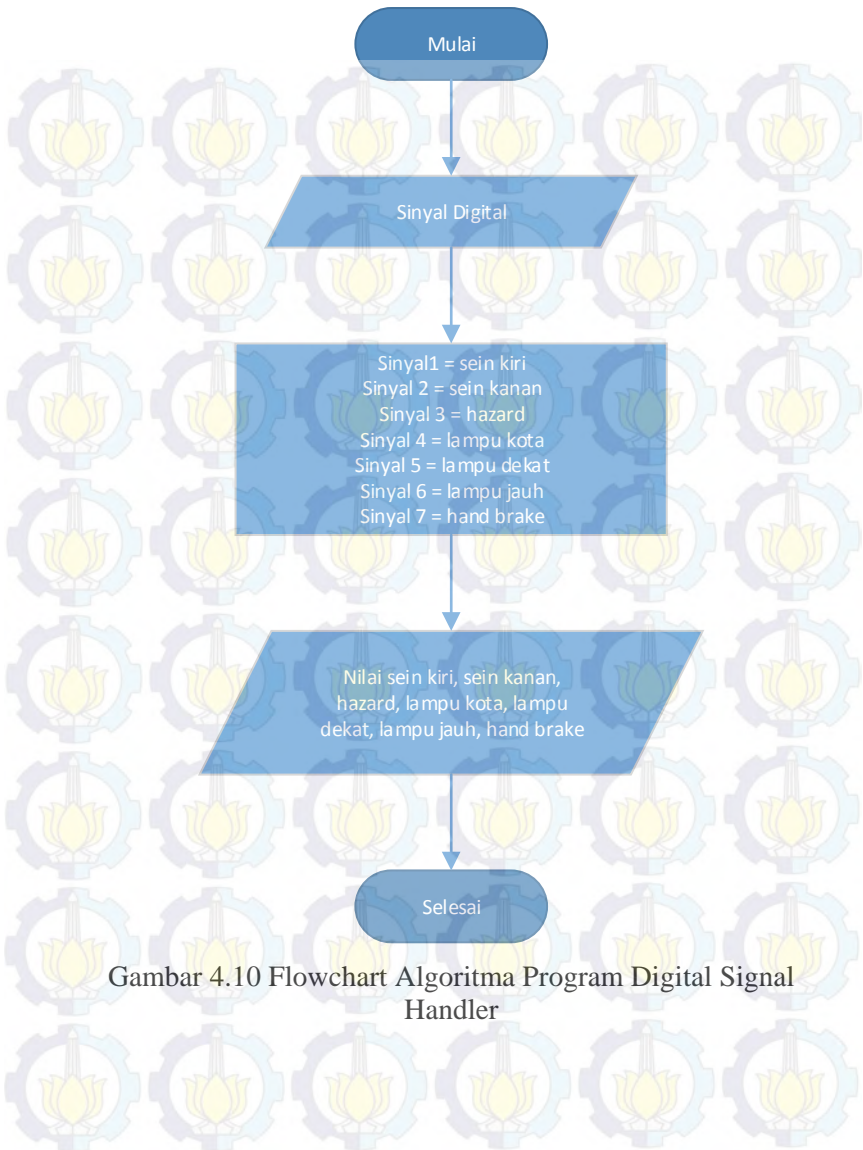 Mulai
Sinyal Digital
Sinyal1 = sein kiri
Sinyal 2 = sein kanan
Sinyal 3 = hazard
Sinyal 4 = lampu kota
Sinyal 5 = lampu dekat
Sinyal 6 = lampu jauh
Sinyal 7 = hand brake
Nilai sein kiri, sein kanan,
hazard, lampu kota, lampu
dekat, lampu jauh, hand brake
Selesai
Gambar 4.10 Flowchart Algoritma Program Digital Signal
Handler